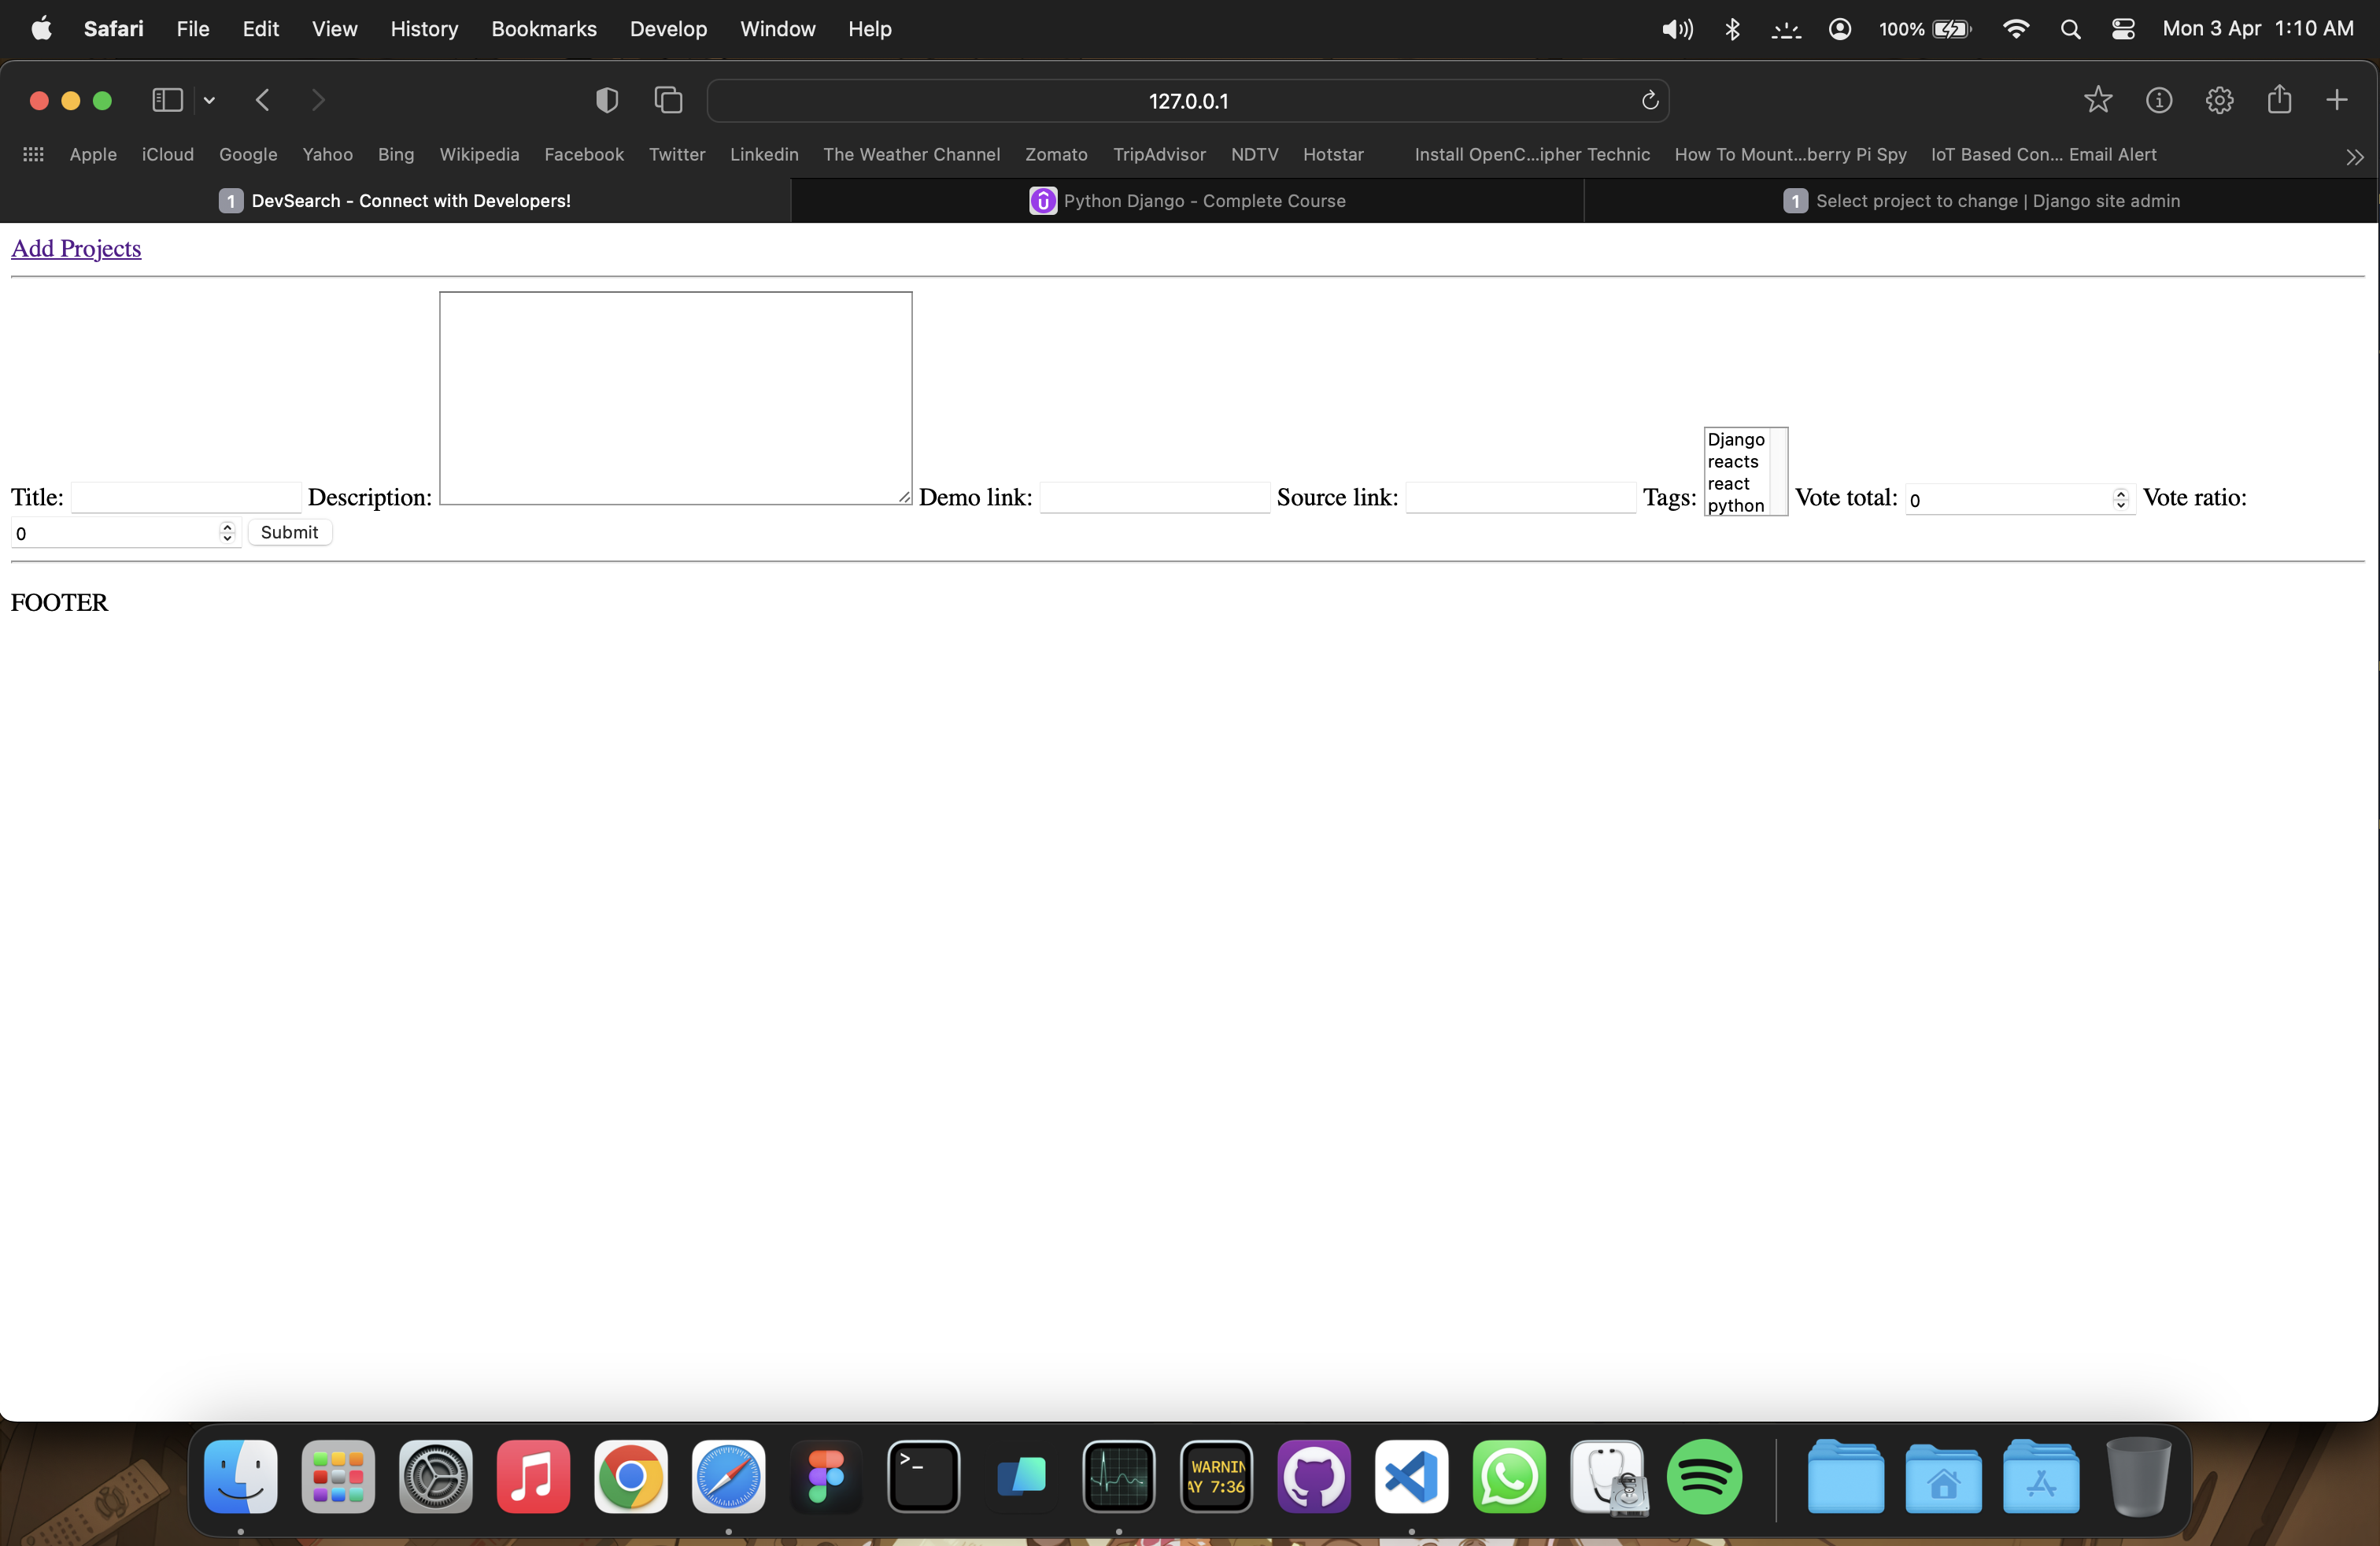 Safari File Edit View History Bookmarks Develop Window Help 100% Mon 3 Apr 1:10 AM
127.0.0.1
Apple iCloud Google Yahoo Bing Wikipedia Facebook Twitter Linkedin The Weather Channel Zomato TripAdvisor NDTV Hotstar Install OpenC...ipher Technic How To Mount...berry Pi Spy IoT Based Con... Email Alert
1 DevSearch - Connect with Developers! Python Django - Complete Course 1 Select project to change | Django site admin
Add Projects
Django
reacts
react
python
Title: Description: Demo link: Source link: Tags: Vote total: 0 Vote ratio:
0 Submit
FOOTER
WARNIN
AY 7:36